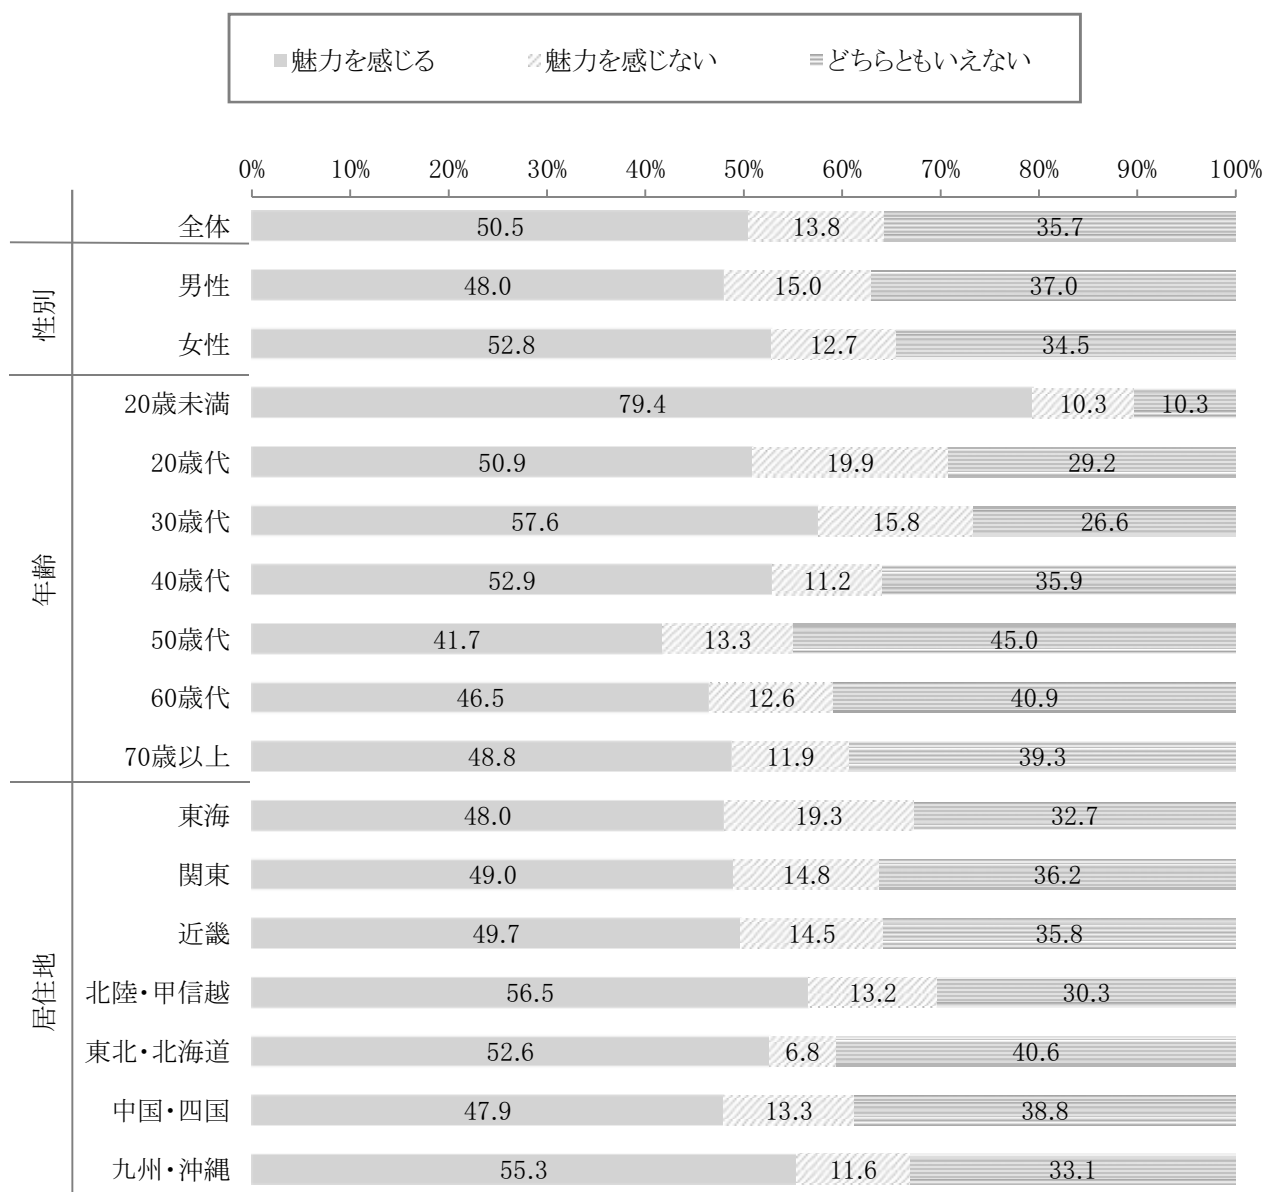 魅力を感じる 魅力を感じない どちらともいえない
0% 10% 20% 30% 40% 50% 60% 70% 80% 90% 100%
全体 50.5 13.8 35.7
性別
男性 48.0 15.0 37.0
女性 52.8 12.7 34.5
年齢
20歳未満 79.4 10.3 10.3
20歳代 50.9 19.9 29.2
30歳代 57.6 15.8 26.6
40歳代 52.9 11.2 35.9
50歳代 41.7 13.3 45.0
60歳代 46.5 12.6 40.9
70歳以上 48.8 11.9 39.3
居住地
東海 48.0 19.3 32.7
関東 49.0 14.8 36.2
近畿 49.7 14.5 35.8
北陸・甲信越 56.5 13.2 30.3
東北・北海道 52.6 6.8 40.6
中国・四国 47.9 13.3 38.8
九州・沖縄 55.3 11.6 33.1